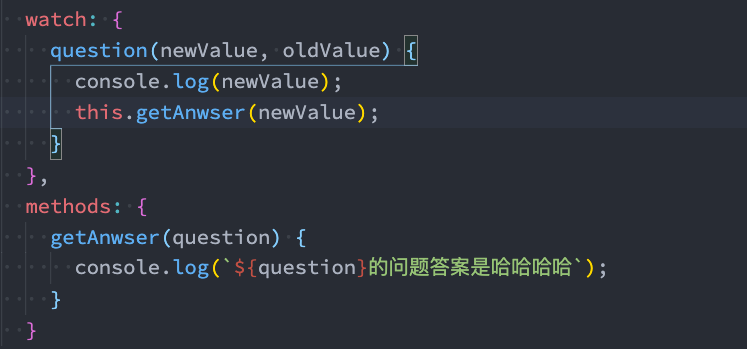 watch: {
question(newValue, oldValue) {
console.log(newValue);
this.getAnwser(newValue);
}
},
methods: {
getAnwser(question) {
console.log(`${question}的问题答案是哈哈哈哈`);
}
}